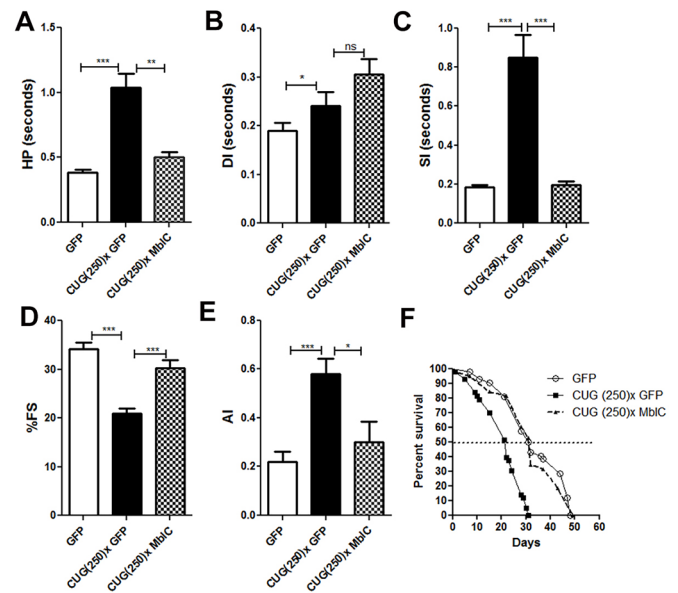 A
HP (seconds)
1.5
1.0
0.5
0.0
***
**
GFP
CUG(250)x GFP
CUG(250)x MblC
B
DI (seconds)
0.4
0.3
0.2
0.1
0.0
*
ns
GFP
CUG(250)x GFP
CUG(250)x MblC
C
SI (seconds)
1.0
0.8
0.6
0.4
0.2
0.0
***
***
GFP
CUG(250)x GFP
CUG(250)x MblC
D
%FS
40
30
20
10
0
***
***
GFP
CUG(250)x GFP
CUG(250)x MblC
E
AI
0.8
0.6
0.4
0.2
0.0
***
*
GFP
CUG(250)x GFP
CUG(250)x MblC
F
Percent survival
100
90
80
70
60
50
40
30
20
10
0
0
10
20
30
40
50
60
Days
GFP
CUG (250)x GFP
CUG (250)x MblC